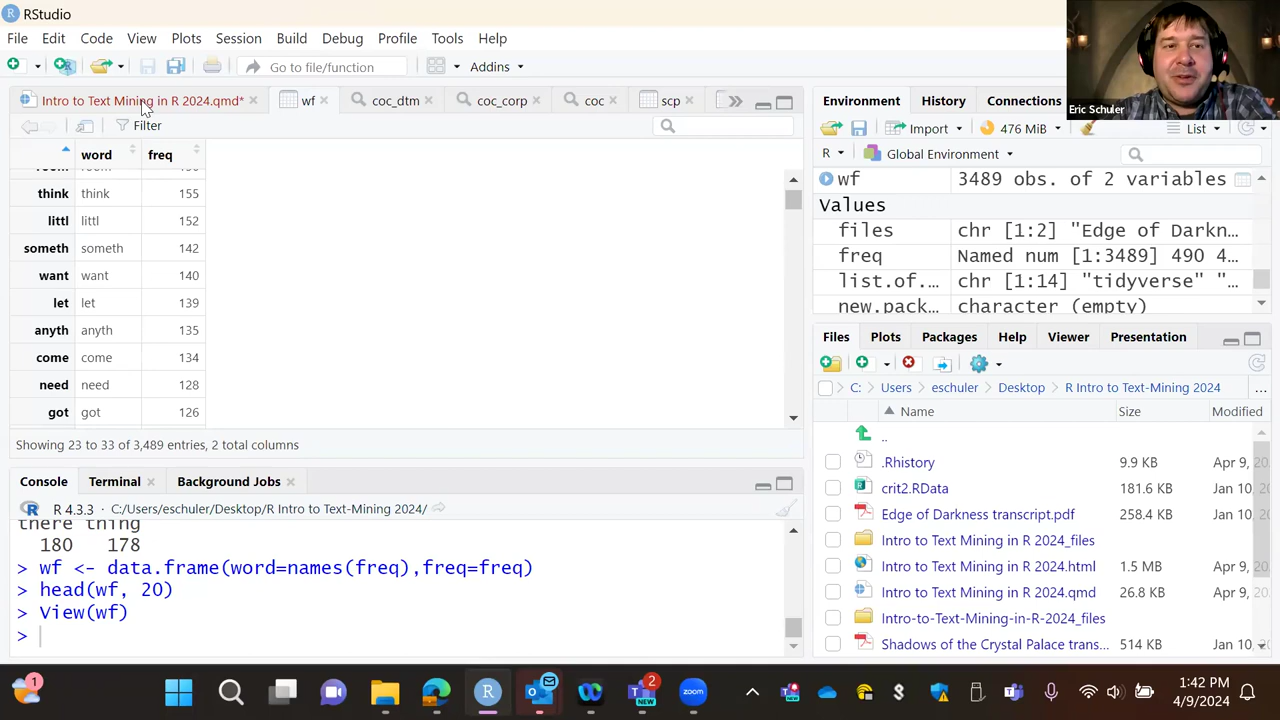 RStudio
File Edit Code View Plots Session Build Debug Profile Tools Help
Go to file/function Addins
Eric Schuler
Intro to Text Mining in R 2024.qmd* wf coc_dtm coc_corp coc scp
Filter
word freq
think think 155
littl littl 152
someth someth 142
want want 140
let let 139
anyth anyth 135
come come 134
need need 128
got got 126
Showing 23 to 33 of 3,489 entries, 2 total columns
Console Terminal Background Jobs
R 4.3.3 · C:/Users/eschuler/Desktop/R Intro to Text-Mining 2024/
there thing
180 178
> wf <- data.frame(word=names(freq),freq=freq)
> head(wf, 20)
> View(wf)
>
Environment History Connections
Import 476 MiB List
R Global Environment
wf 3489 obs. of 2 variables
Values
files chr [1:2] "Edge of Darkn...
freq Named num [1:3489] 490 4...
list.of.... chr [1:14] "tidyverse" "...
new.pack... character (empty)
Files Plots Packages Help Viewer Presentation
C: Users eschuler Desktop R Intro to Text-Mining 2024 ...
Name Size Modified
..
.Rhistory 9.9 KB Apr 9, 20
crit2.RData 181.6 KB Jan 10,
Edge of Darkness transcript.pdf 258.4 KB Jan 10,
Intro to Text Mining in R 2024_files
Intro to Text Mining in R 2024.html 1.5 MB Apr 9, 20
Intro to Text Mining in R 2024.qmd 26.8 KB Apr 9, 20
Intro-to-Text-Mining-in-R-2024_files
Shadows of the Crystal Palace trans... 514 KB Jan 10,
1 NEW 2 zoom
1:42 PM
4/9/2024